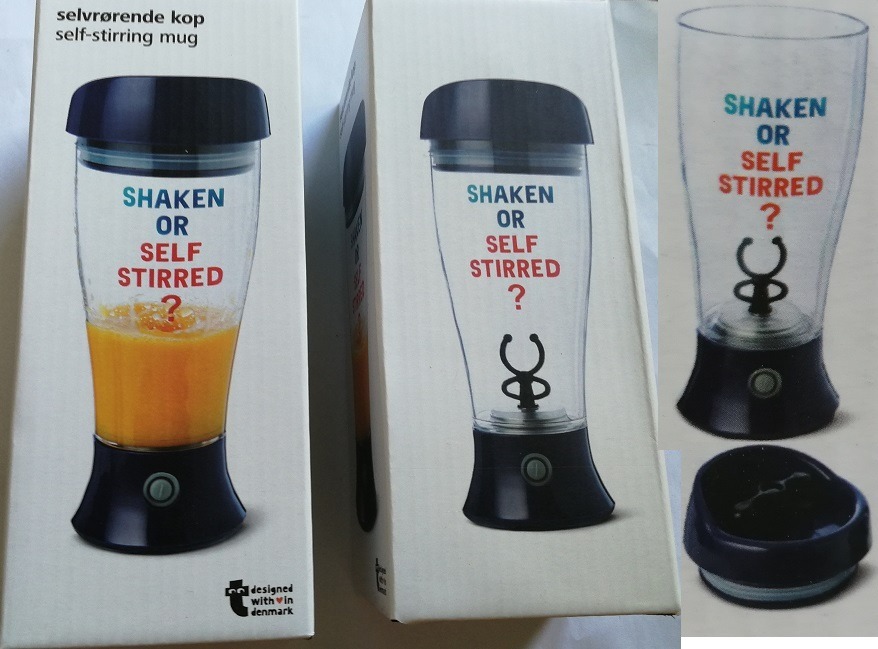 selvrørende kop
self-stirring mug
SHAKEN
OR
SELF
STIRRED
?
designed
with♥in
denmark
SHAKEN
OR
SELF
STIRRED
?
SHAKEN
OR
SELF
STIRRED
?